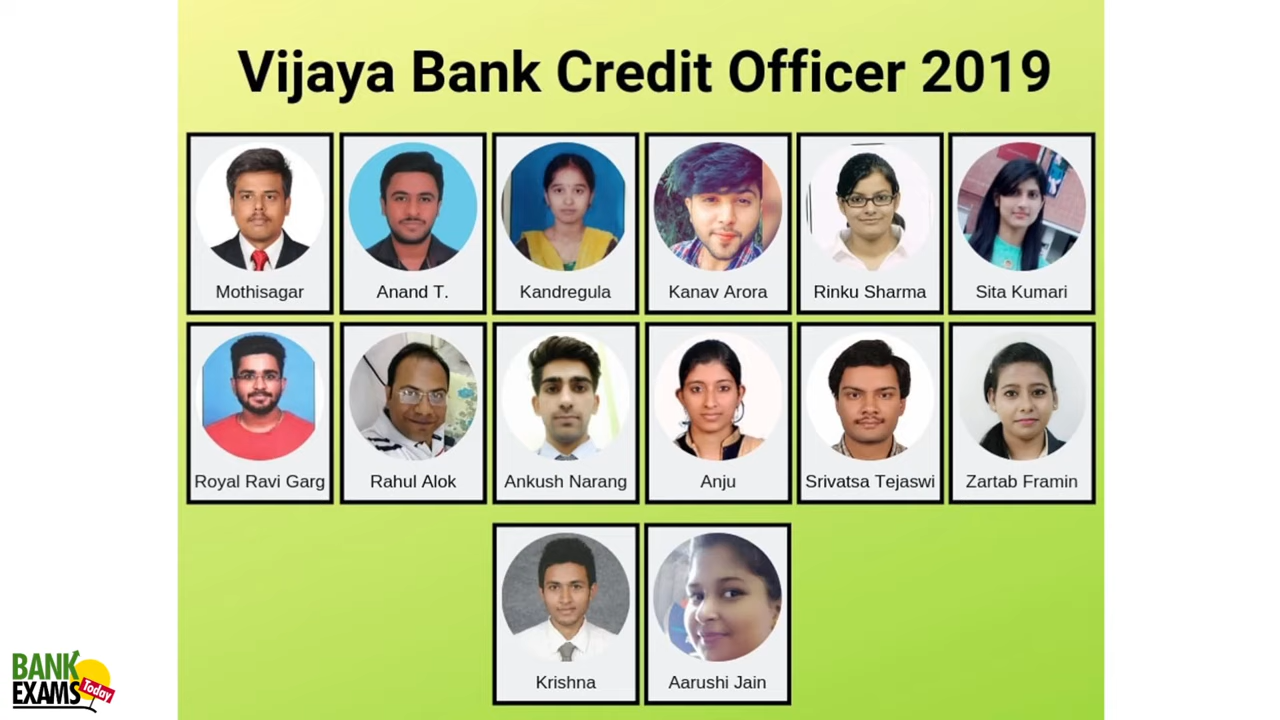 Vijaya Bank Credit Officer 2019
Mothisagar
Anand T.
Kandregula
Kanav Arora
Rinku Sharma
Sita Kumari
Royal Ravi Garg
Rahul Alok
Ankush Narang
Anju
Srivatsa Tejaswi
Zartab Framin
Krishna
Aarushi Jain
BANK
EXAMS
Today